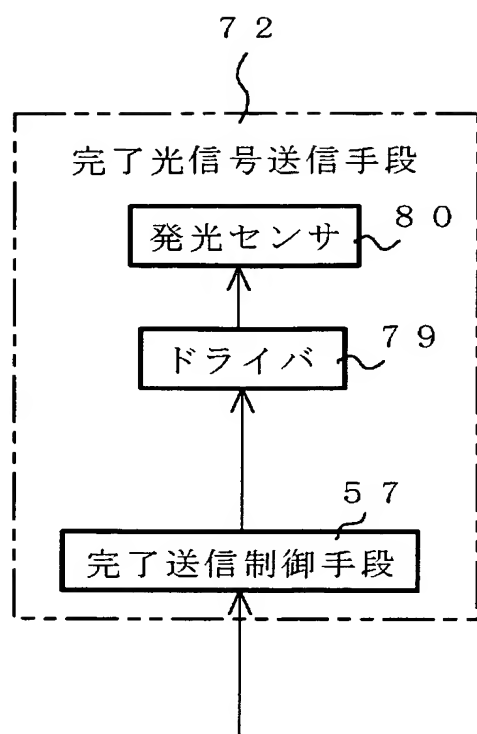 ７２
完了光信号送信手段
発光センサ
８０
ドライバ
７９
５７
完了送信制御手段